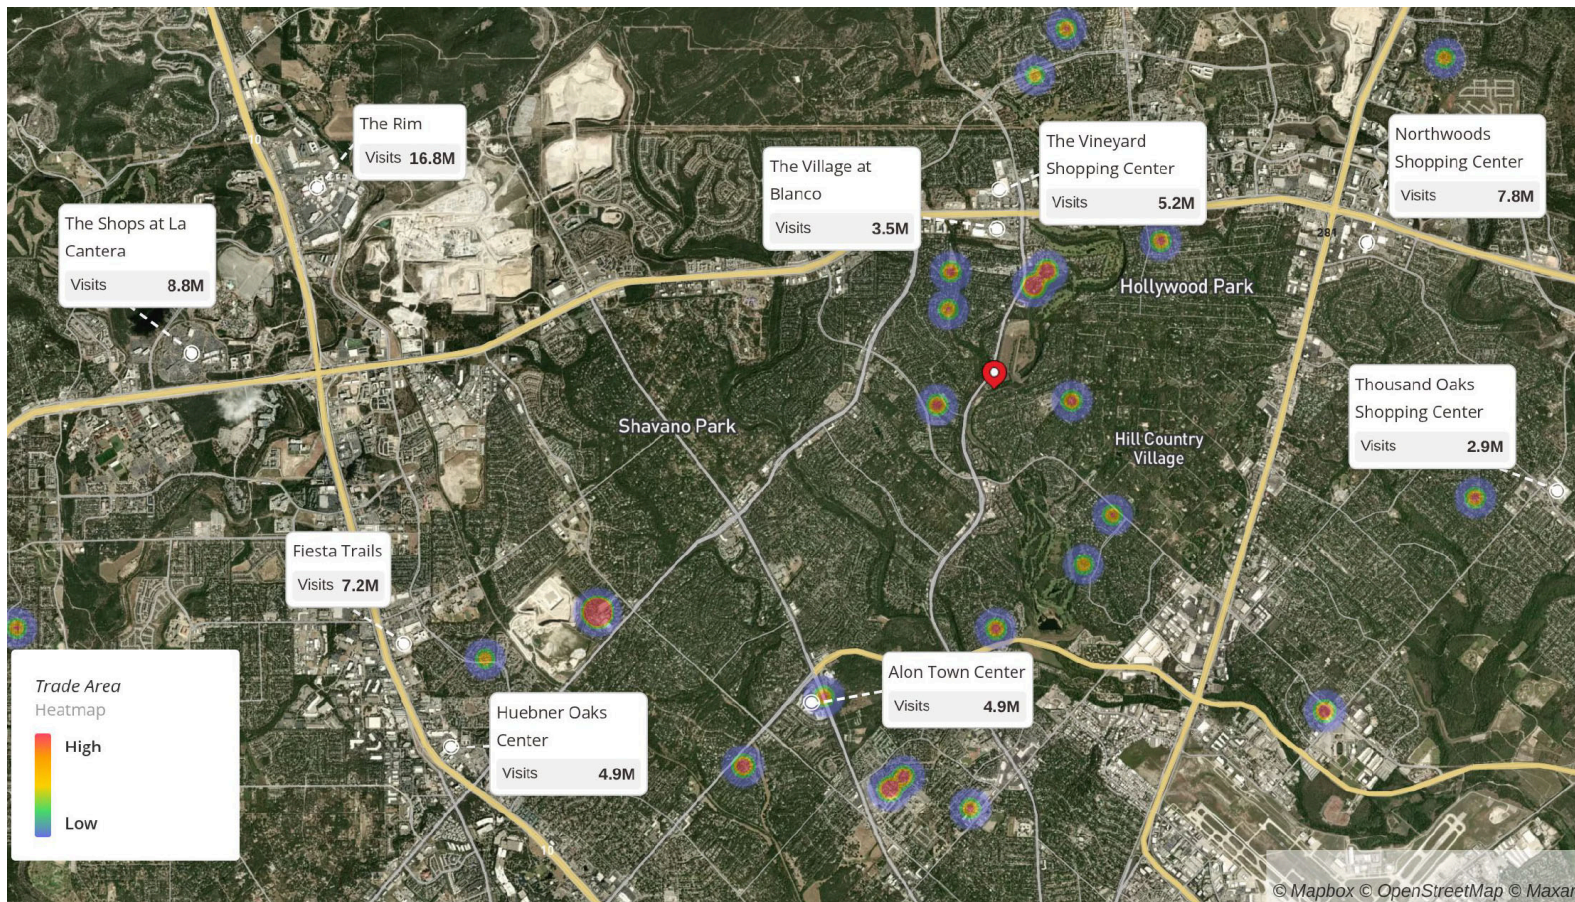 The Rim
Visits 16.8M
The Shops at La
Cantera
Visits 8.8M
The Village at
Blanco
Visits 3.5M
The Vineyard
Shopping Center
Visits 5.2M
Northwoods
Shopping Center
Visits 7.8M
10
281
Hollywood Park
Shavano Park
Hill Country
Village
Thousand Oaks
Shopping Center
Visits 2.9M
Fiesta Trails
Visits 7.2M
Alon Town Center
Visits 4.9M
Huebner Oaks
Center
Visits 4.9M
Trade Area
Heatmap
High
Low
10
© Mapbox © OpenStreetMap © Maxar